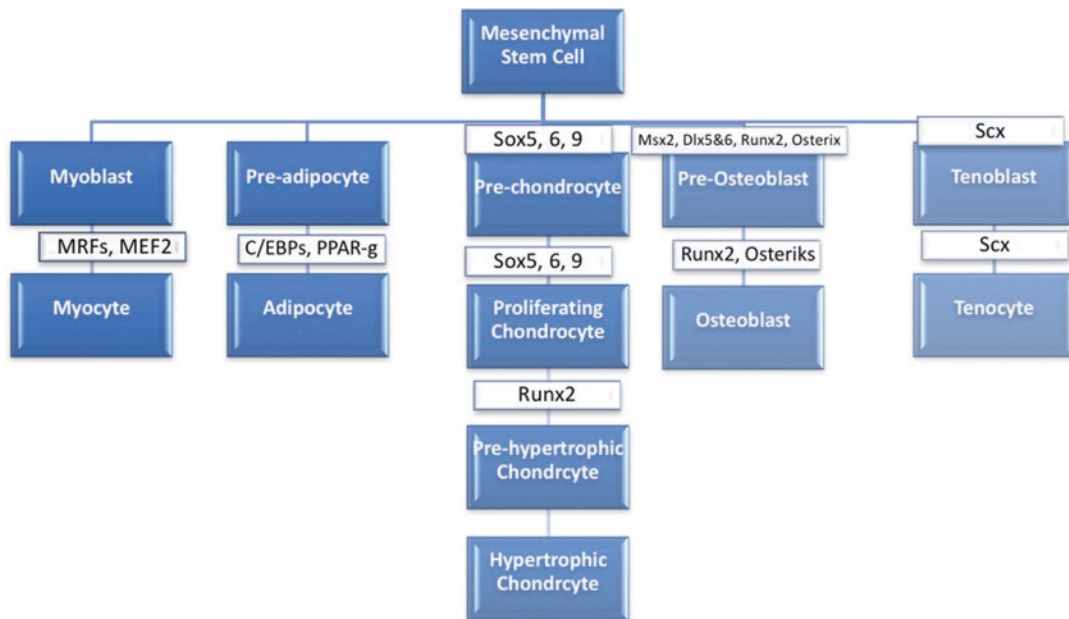 Mesenchymal
Stem Cell
Sox5, 6, 9
Msx2, Dlx5&6, Runx2, Osterix
Scx
Myoblast
Pre-adipocyte
Pre-chondrocyte
Pre-Osteoblast
Tenoblast
MRFs, MEF2
C/EBPs, PPAR-g
Sox5, 6, 9
Runx2, Osteriks
Scx
Myocyte
Adipocyte
Proliferating
Chondrocyte
Osteoblast
Tenocyte
Runx2
Pre-hypertrophic
Chondrcyte
Hypertrophic
Chondrcyte